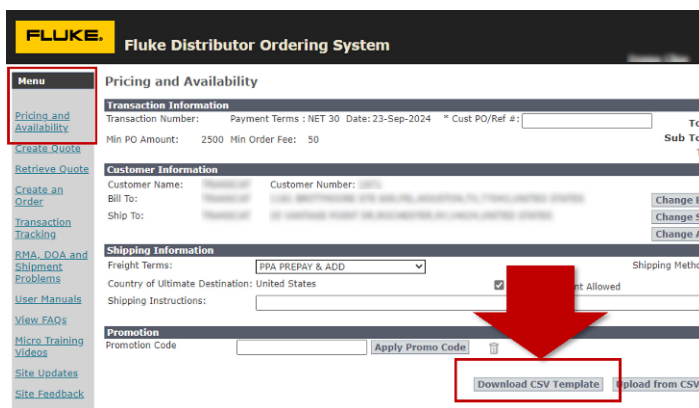 FLUKE.
Fluke Distributor Ordering System
Menu
Pricing and
Availability
Create Quote
Retrieve Quote
Create an
Order
Transaction
Tracking
RMA, DOA and
Shipment
Problems
User Manuals
View FAQs
Micro Training
Videos
Site Updates
Site Feedback
Pricing and Availability
Transaction Information
Transaction Number: Payment Terms : NET 30 Date: 23-Sep-2024 * Cust PO/Ref #:
Min PO Amount: 2500 Min Order Fee: 50
Sub To
Customer Information
Customer Name: Customer Number:
Bill To:
Change
Ship To:
Change
Change
Shipping Information
Freight Terms: PPA PREPAY & ADD Shipping Metho
Country of Ultimate Destination: United States nt Allowed
Shipping Instructions:
Promotion
Promotion Code Apply Promo Code
Download CSV Template Upload from CSV